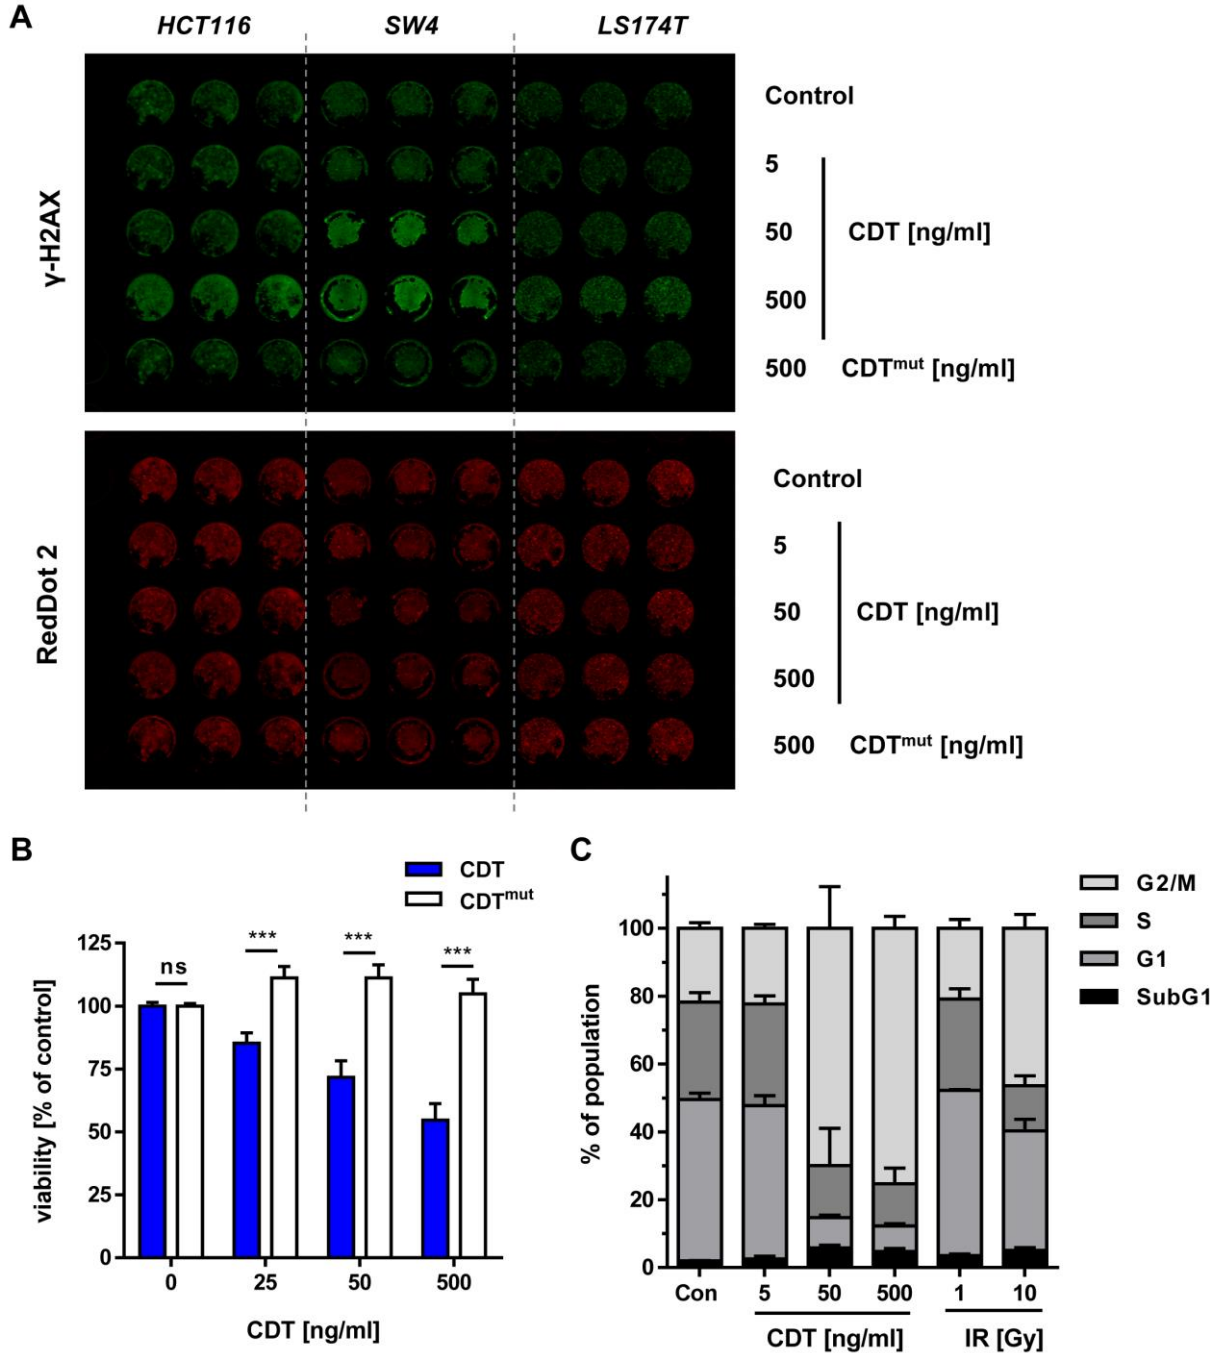 A
HCT116 SW4 LS174T
γ-H2AX
Control
5
50
500
CDT [ng/ml]
500 CDTmut [ng/ml]
RedDot 2
Control
5
50
500
CDT [ng/ml]
500 CDTmut [ng/ml]
B
CDT
CDTmut
viability [% of control]
125
100
75
50
25
0
ns
***
***
***
0 25 50 500
CDT [ng/ml]
C
G2/M
S
G1
SubG1
% of population
100
80
60
40
20
0
Con 5 50 500 1 10
CDT [ng/ml] IR [Gy]